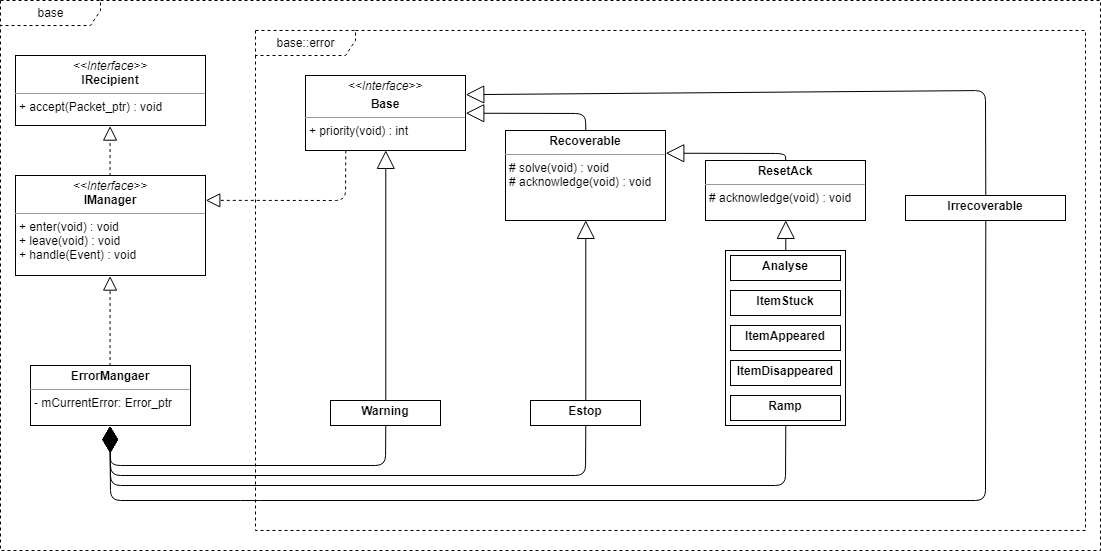 base
base::error
<<Interface>>
IRecipient
+ accept(Packet_ptr) : void
<<Interface>>
IManager
+ enter(void) : void
+ leave(void) : void
+ handle(Event) : void
ErrorMangaer
- mCurrentError: Error_ptr
<<Interface>>
Base
+ priority(void) : int
Recoverable
# solve(void) : void
# acknowledge(void) : void
ResetAck
# acknowledge(void) : void
Irrecoverable
Analyse
ItemStuck
ItemAppeared
ItemDisappeared
Ramp
Warning
Estop